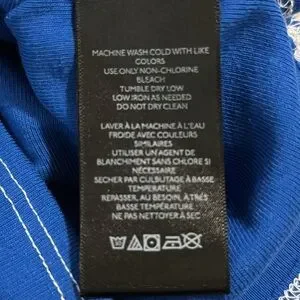 MACHINE WASH COLD WITH LIKE
COLORS
USE ONLY NON-CHLORINE
BLEACH
TUMBLE DRY LOW
LOW IRON AS NEEDED
DO NOT DRY CLEAN
LAVER À LA MACHINE À L'EAU
FROIDE AVEC COULEURS
SIMILAIRES
UTILISER UN AGENT DE
BLANCHIMENT SANS CHLORE SI
NÉCESSAIRE
SECHER PAR CULBUTAGE À BASSE
TEMPÉRATURE
REPASSER, AU BESOIN, À TRÈS
BASSE TEMPÉRATURE
NE PAS NETTOYER À SEC